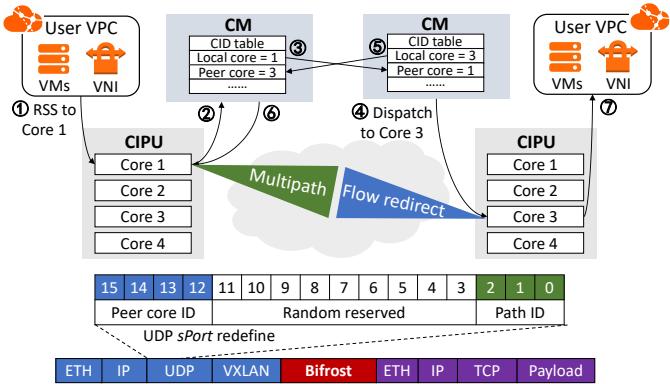 User VPC
VMs
VNI
① RSS to
Core 1
CM
CID table
Local core = 1
Peer core = 3
......
③
②
⑥
CM
CID table
Local core = 3
Peer core = 1
......
⑤
④ Dispatch
to Core 3
User VPC
VMs
VNI
⑦
CIPU
Core 1
Core 2
Core 3
Core 4
Multipath
Flow redirect
CIPU
Core 1
Core 2
Core 3
Core 4
15 14 13 12 11 10 9 8 7 6 5 4 3 2 1 0
Peer core ID Random reserved Path ID
UDP sPort redefine
ETH IP UDP VXLAN Bifrost ETH IP TCP Payload